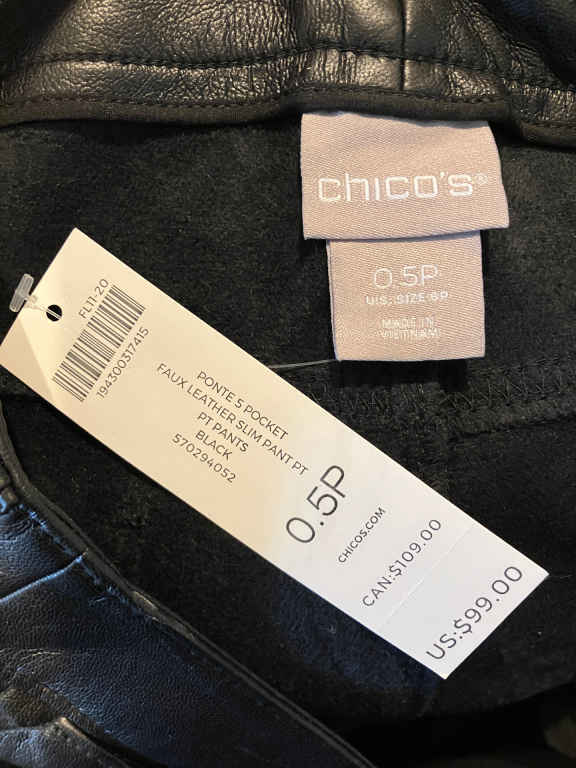 chico's®
0.5P
U.S. SIZE 6P
MADE IN
VIETNAM
FL11-20
194300317415
PONTE 5 POCKET
FAUX LEATHER SLIM PANT PT
PT PANTS
BLACK
570294052
0.5P
CHICOS.COM
CAN:$109.00
US:$99.00